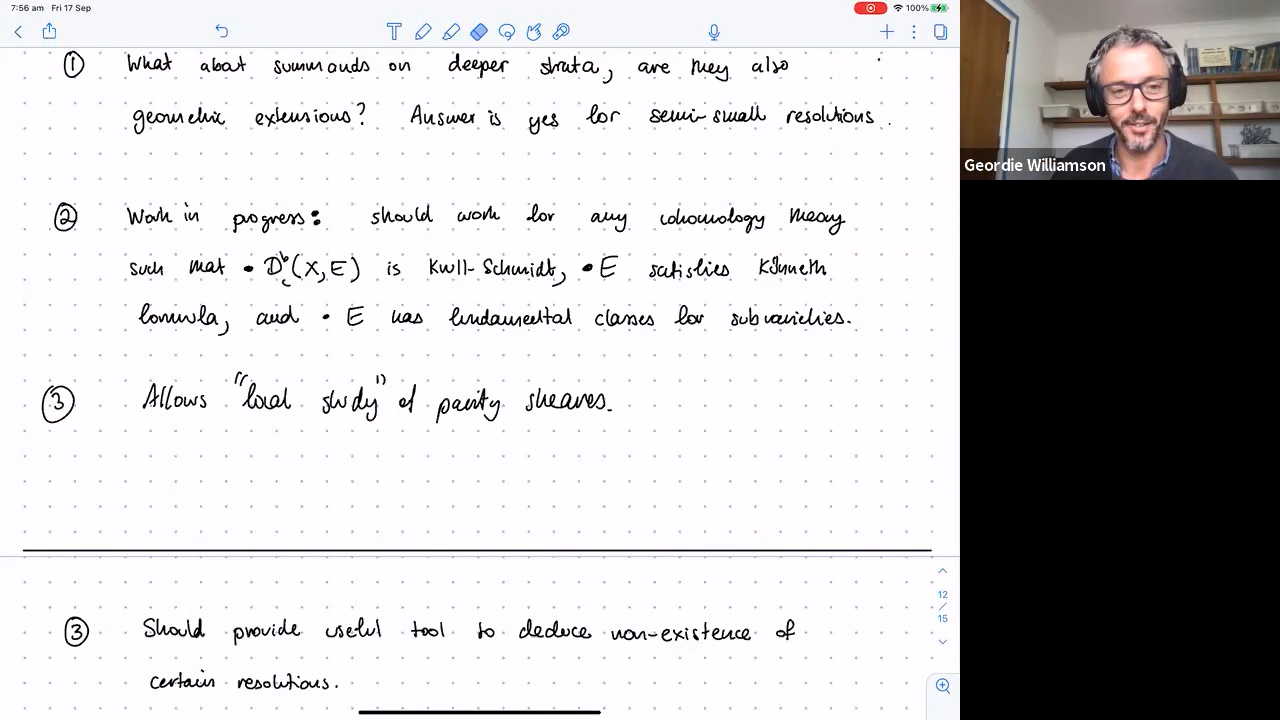 7:56 am Fri 17 Sep
100%
① What about summands on deeper strata, are they also
geometric extensions? Answer is yes for semi-small resolutions.
② Work in progress: should work for any cohomology theory
such that • D_c^b(X,E) is Krull-Schmidt, • E satisfies Künneth
formula, and • E has fundamental classes for subvarieties.
③ Allows "local study" of parity sheaves.
12
/
15
③ Should provide useful tool to deduce non-existence of
certain resolutions.
Geordie Williamson